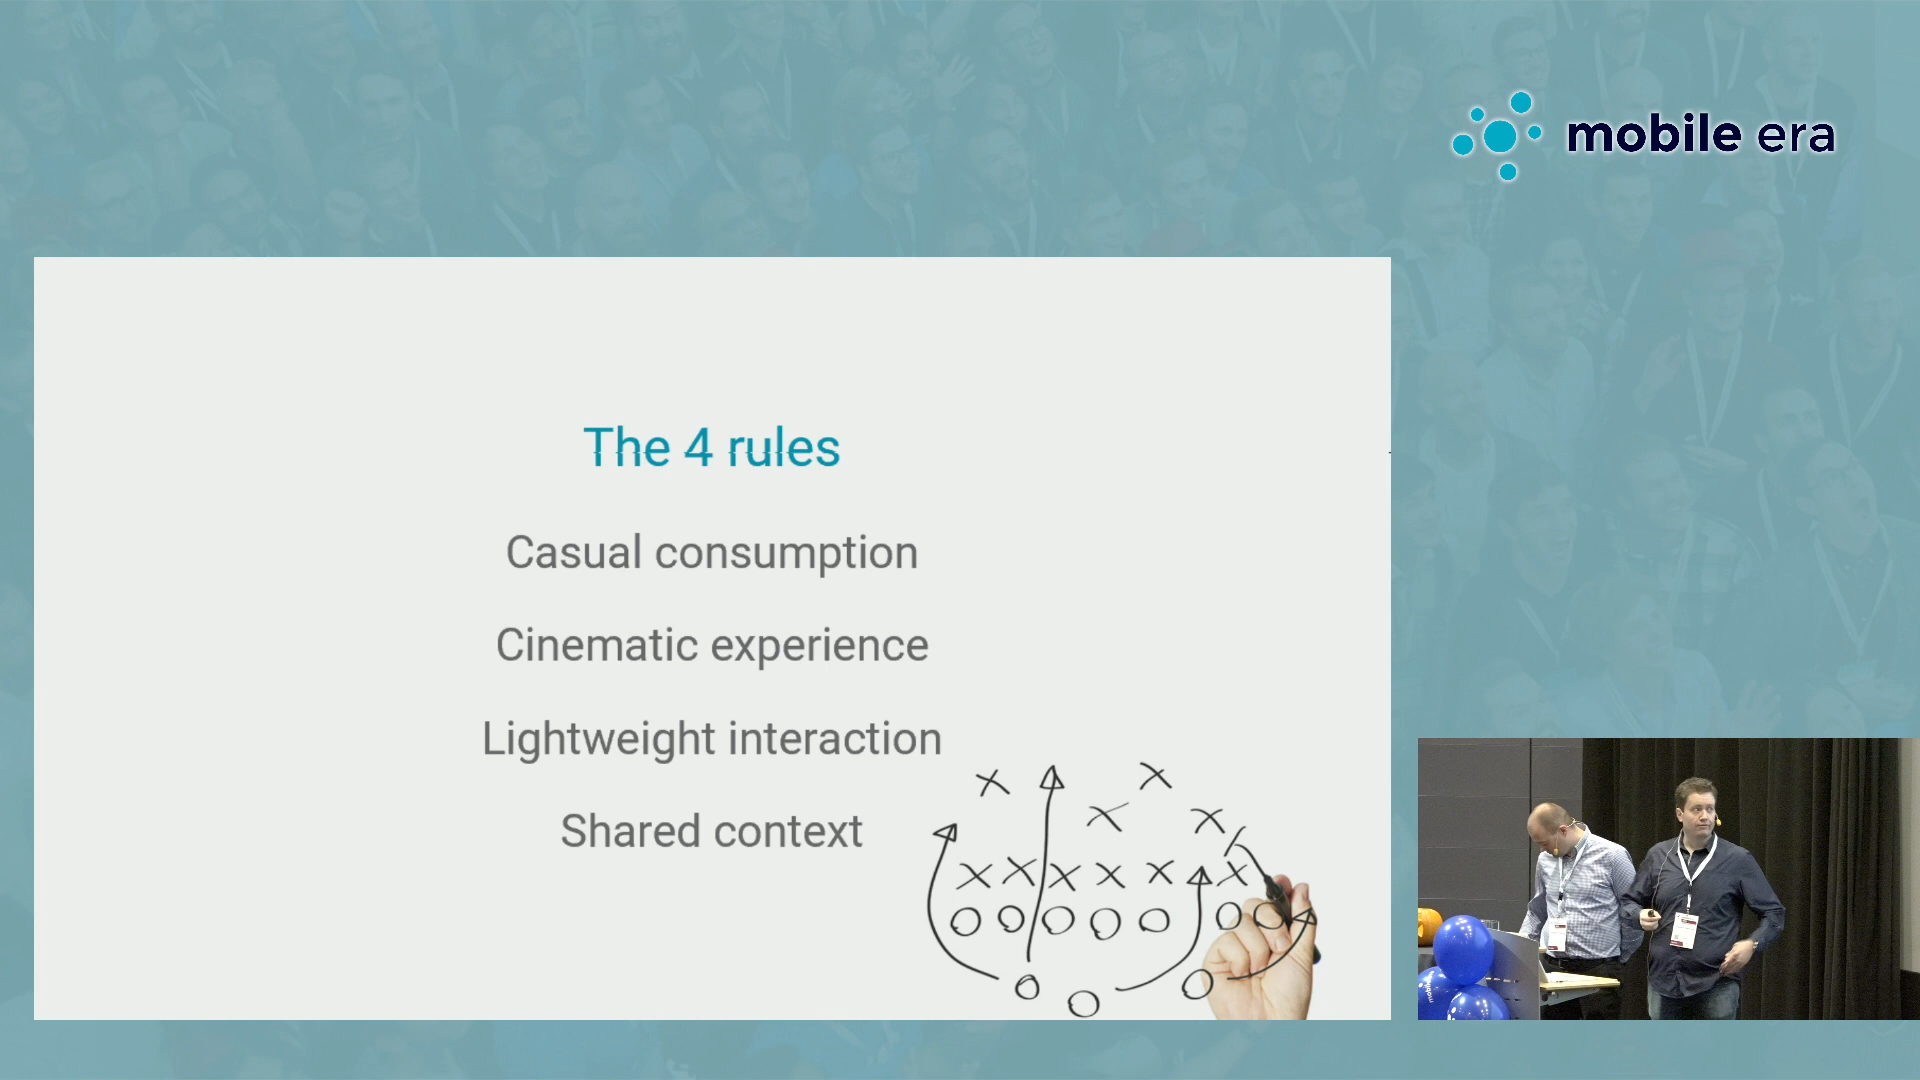 mobile era
The 4 rules
Casual consumption
Cinematic experience
Lightweight interaction
Shared context